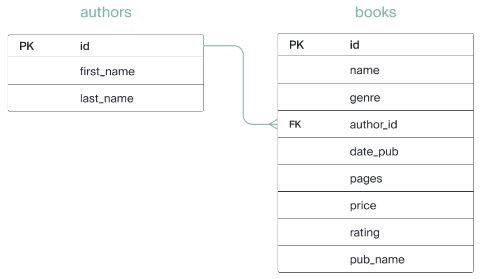 authors
PK id
first_name
last_name
books
PK id
name
genre
FK author_id
date_pub
pages
price
rating
pub_name